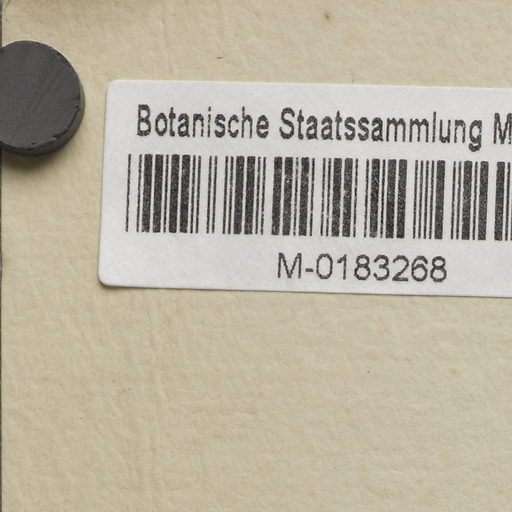 Botanische Staatssammlung M
M-0183268